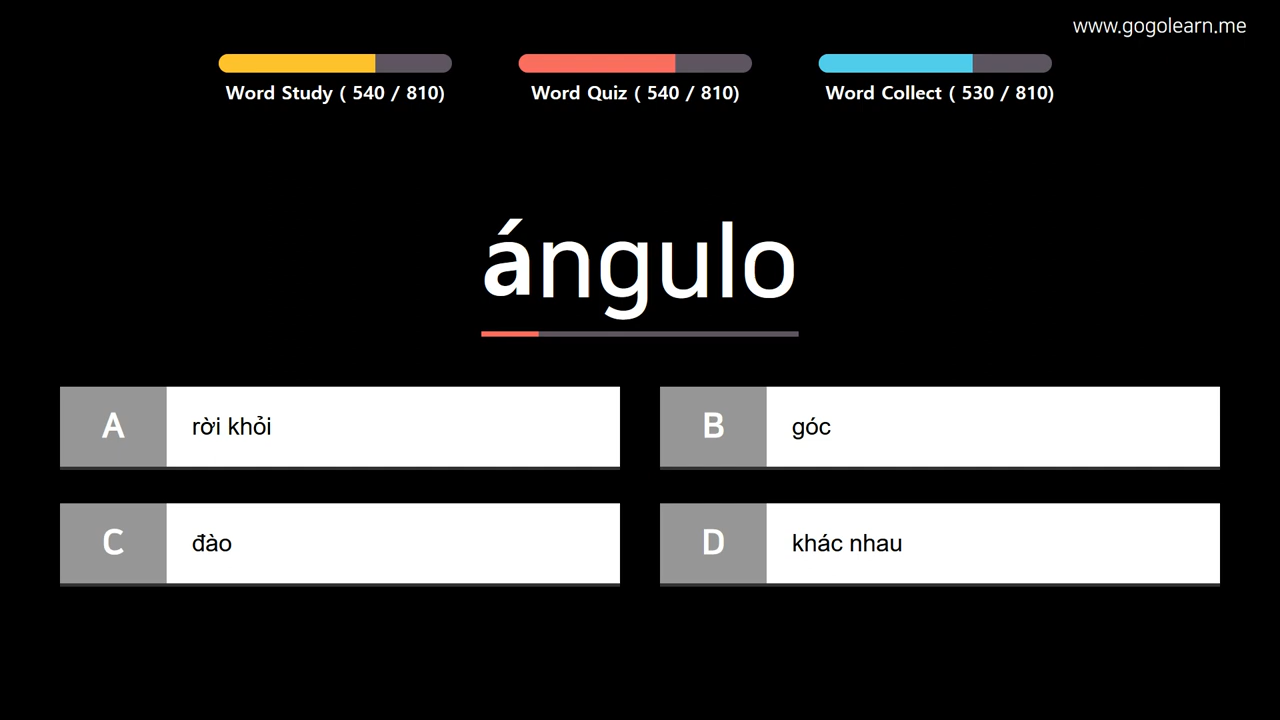 www.gogolearn.me
Word Study ( 540 / 810)
Word Quiz ( 540 / 810)
Word Collect ( 530 / 810)
ángulo
A rời khỏi
B góc
C đào
D khác nhau